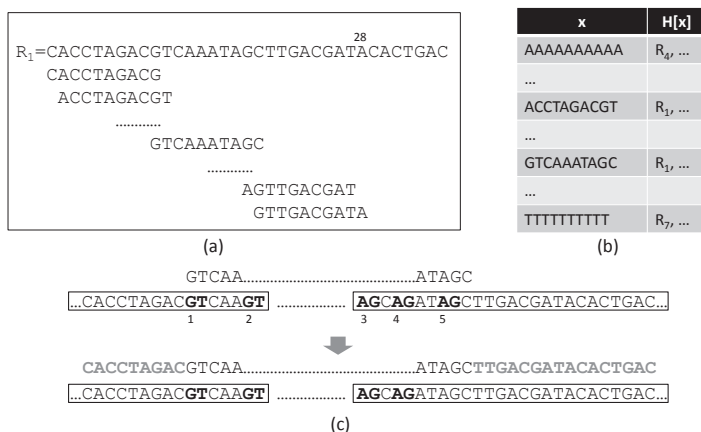 28
R1=CACCTAGACGTCAAATAGCTTGACGATACACTGAC
CACCTAGACG
ACCTAGACGT
............
GTCAAATAGC
............
AGTTGACGAT
GTTGACGATA
(a)
x H[x]
AAAAAAAAAA R4, ...
...
ACCTAGACGT R1, ...
...
GTCAAATAGC R1, ...
...
TTTTTTTTTT R7, ...
(b)
GTCAA..........................................ATAGC
...CACCTAGACGTCAAGT ................. AGCAGATAGCTTGACGATACACTGAC...
1 2 3 4 5
CACCTAGACGTCAA..........................................ATAGCTTGACGATACACTGAC
...CACCTAGACGTCAAGT ................. AGCAGATAGCTTGACGATACACTGAC...
(c)